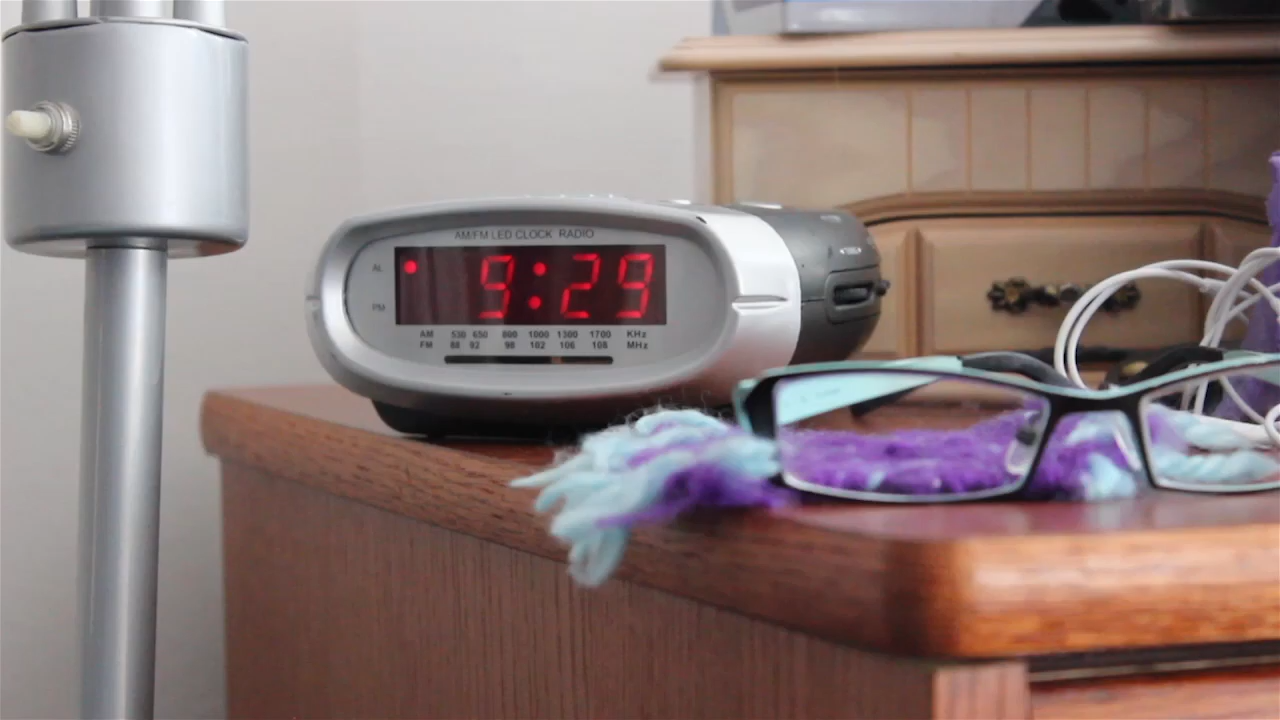 AM/FM LED CLOCK RADIO
AL
9:29
PM
AM 530 650 800 1000 1300 1700 KHz
FM 88 92 98 102 106 108 MHz